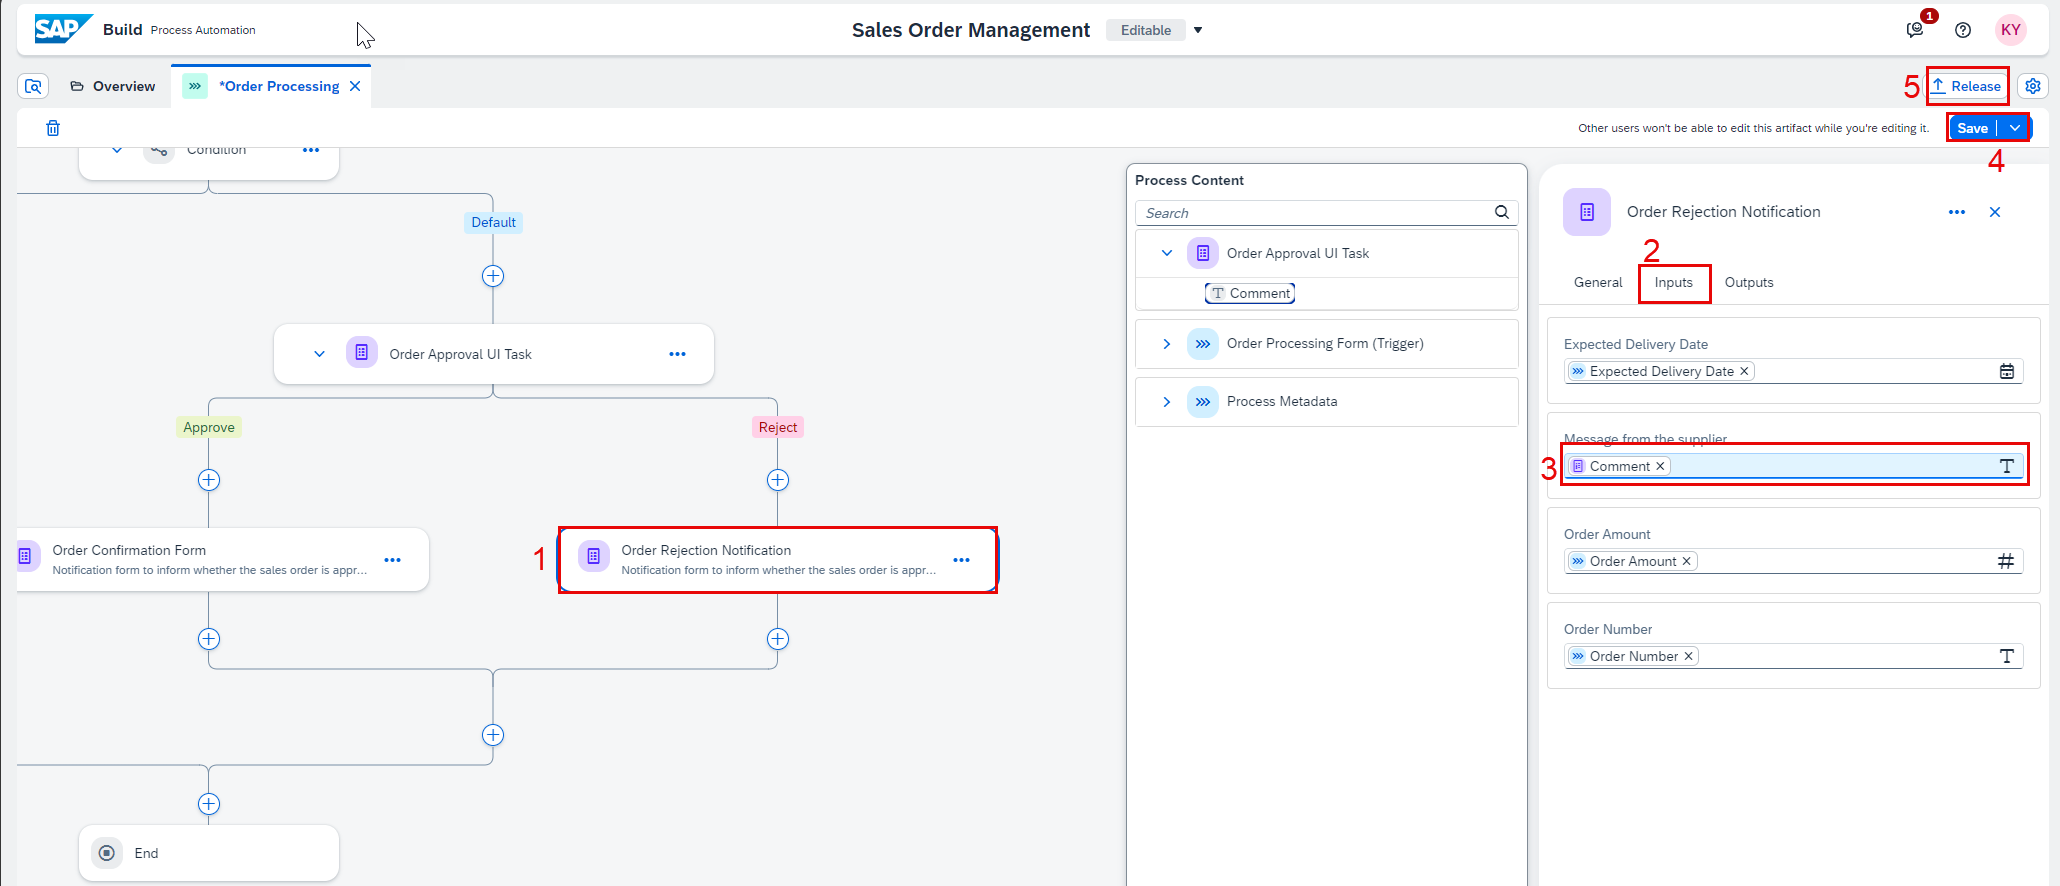 SAP Build Process Automation
Sales Order Management Editable
1
KY
Overview
*Order Processing
5
Release
Other users won't be able to edit this artifact while you're editing it.
Save
4
Condition
Default
Order Approval UI Task
Approve
Reject
Order Confirmation Form
Notification form to inform whether the sales order is appr...
1
Order Rejection Notification
Notification form to inform whether the sales order is appr...
End
Process Content
Search
Order Approval UI Task
T Comment
Order Processing Form (Trigger)
Process Metadata
Order Rejection Notification
2
General Inputs Outputs
Expected Delivery Date
Expected Delivery Date
Message from the supplier
3
Comment T
Order Amount
Order Amount #
Order Number
Order Number T